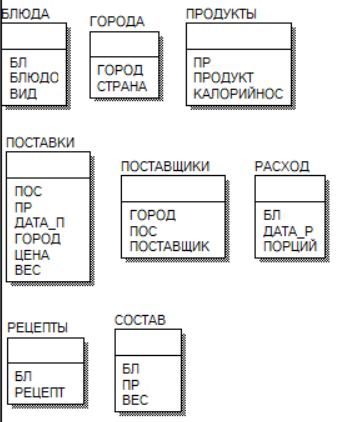 БЛЮДА
БЛ
БЛЮДО
ВИД
ГОРОДА
ГОРОД
СТРАНА
ПРОДУКТЫ
ПР
ПРОДУКТ
КАЛОРИЙНОС
ПОСТАВКИ
ПОС
ПР
ДАТА_П
ГОРОД
ЦЕНА
ВЕС
ПОСТАВЩИКИ
ГОРОД
ПОС
ПОСТАВЩИК
РАСХОД
БЛ
ДАТА_Р
ПОРЦИЙ
РЕЦЕПТЫ
БЛ
РЕЦЕПТ
СОСТАВ
БЛ
ПР
ВЕС